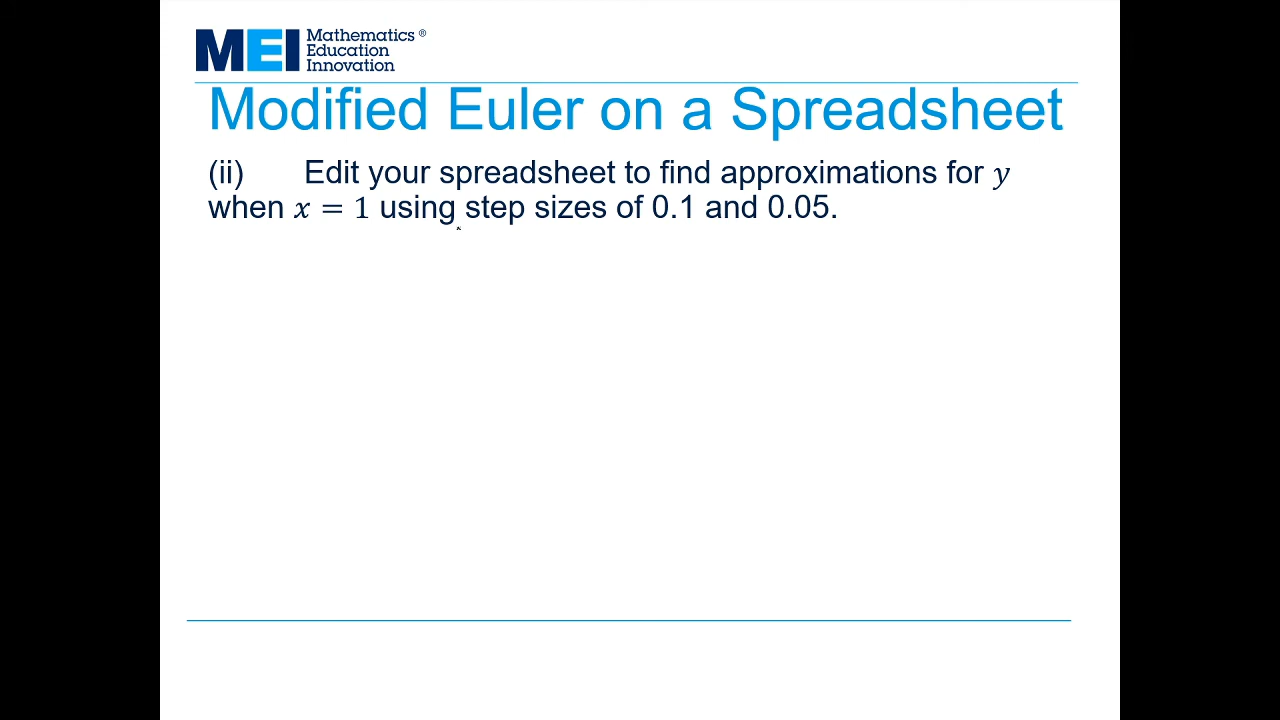 MEI
Mathematics ®
Education
Innovation
Modified Euler on a Spreadsheet
(ii) Edit your spreadsheet to find approximations for y
when x = 1 using step sizes of 0.1 and 0.05.